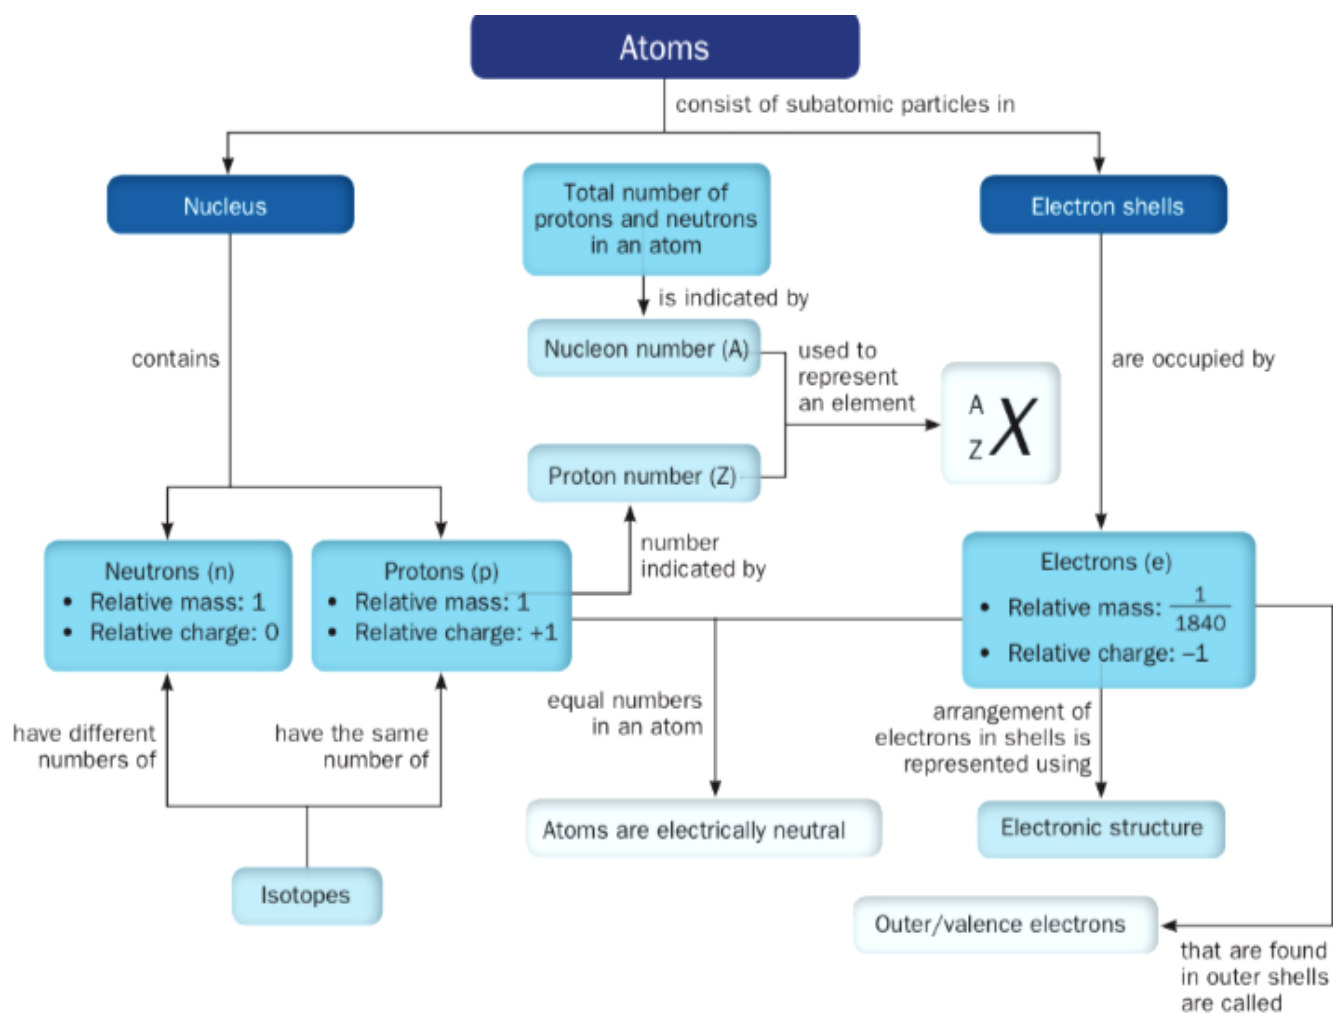 Atoms
consist of subatomic particles in
Nucleus
Total number of
protons and neutrons
in an atom
Electron shells
is indicated by
contains
Nucleon number (A)
used to
represent
an element
A
Z
X
are occupied by
Proton number (Z)
number
indicated by
Neutrons (n)
• Relative mass: 1
• Relative charge: 0
Protons (p)
• Relative mass: 1
• Relative charge: +1
Electrons (e)
• Relative mass: 1/1840
• Relative charge: –1
have different
numbers of
have the same
number of
equal numbers
in an atom
arrangement of
electrons in shells is
represented using
Atoms are electrically neutral
Electronic structure
Isotopes
Outer/valence electrons
that are found
in outer shells
are called